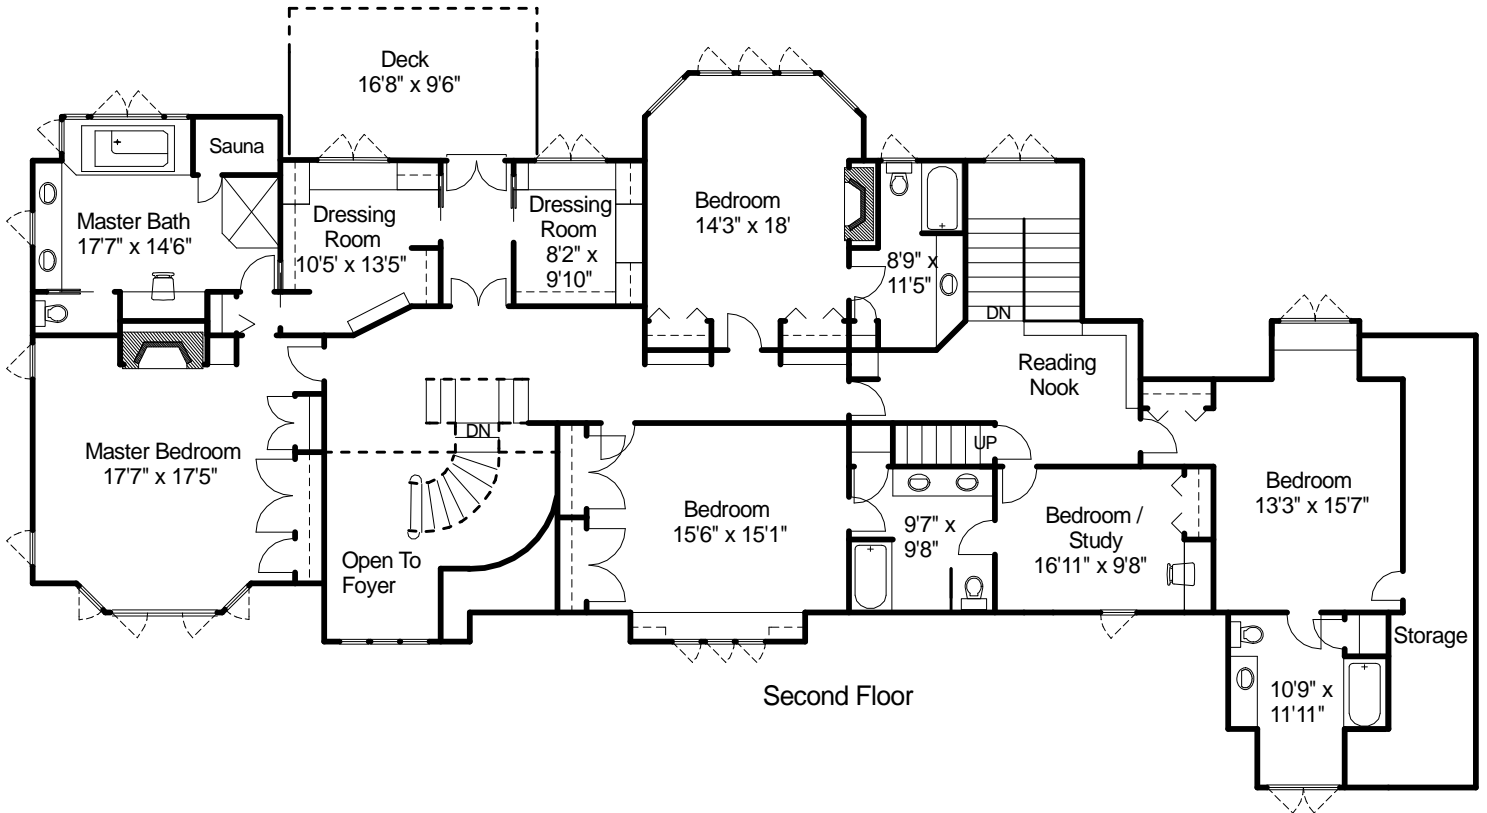 Deck
16'8" x 9'6"
Sauna
Master Bath
17'7" x 14'6"
Dressing
Room
10'5' x 13'5"
Dressing
Room
8'2" x
9'10"
Bedroom
14'3" x 18'
8'9" x
11'5"
DN
Reading
Nook
Master Bedroom
17'7" x 17'5"
DN
UP
Open To
Foyer
Bedroom
15'6" x 15'1"
9'7" x
9'8"
Bedroom /
Study
16'11" x 9'8"
Bedroom
13'3" x 15'7"
Storage
10'9" x
11'11"
Second Floor